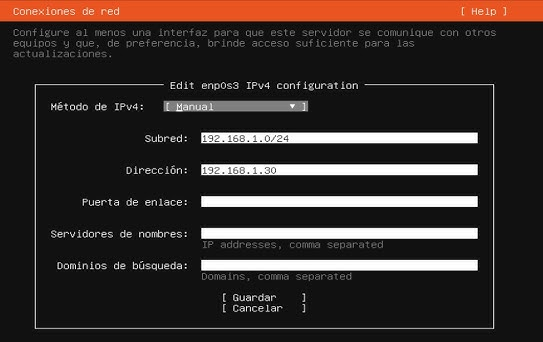 Conexiones de red [ Help ]
Configure al menos una interfaz para que este servidor se comunique con otros
equipos y que, de preferencia, brinde acceso suficiente para las
actualizaciones.
Edit enp0s3 IPv4 configuration
Método de IPv4: [ Manual ▼ ]
Subred: 192.168.1.0/24
Dirección: 192.168.1.30
Puerta de enlace:
Servidores de nombres:
IP addresses, comma separated
Dominios de búsqueda:
Domains, comma separated
[ Guardar ]
[ Cancelar ]